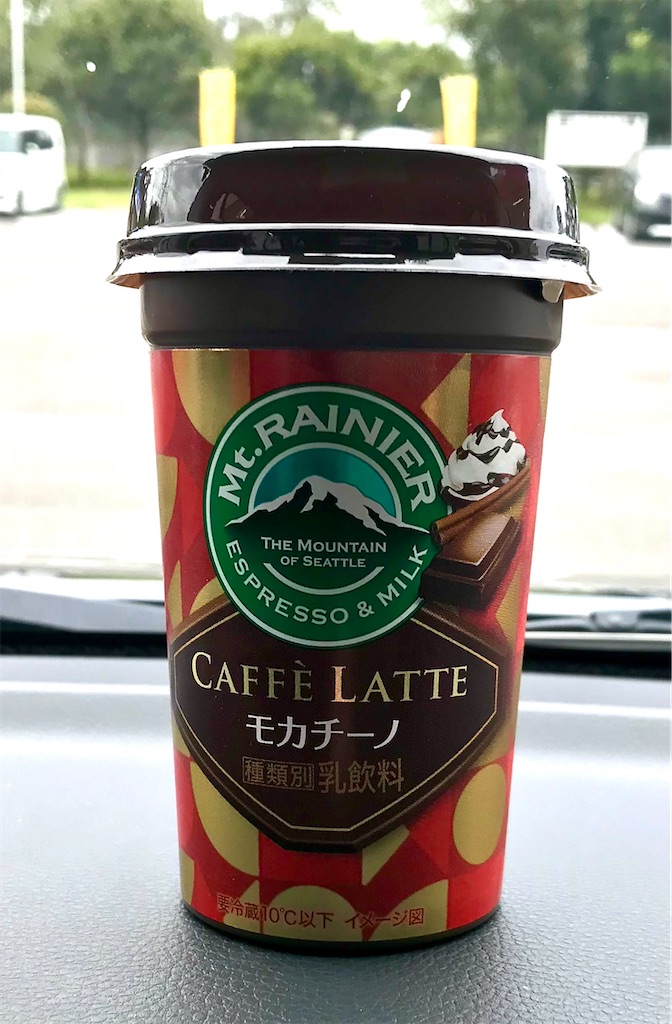 Mt. RAINIER
THE MOUNTAIN
OF SEATTLE
ESPRESSO & MILK
CAFFÈ LATTE
モカチーノ
種類別 乳飲料
要冷蔵10℃以下 イメージ図